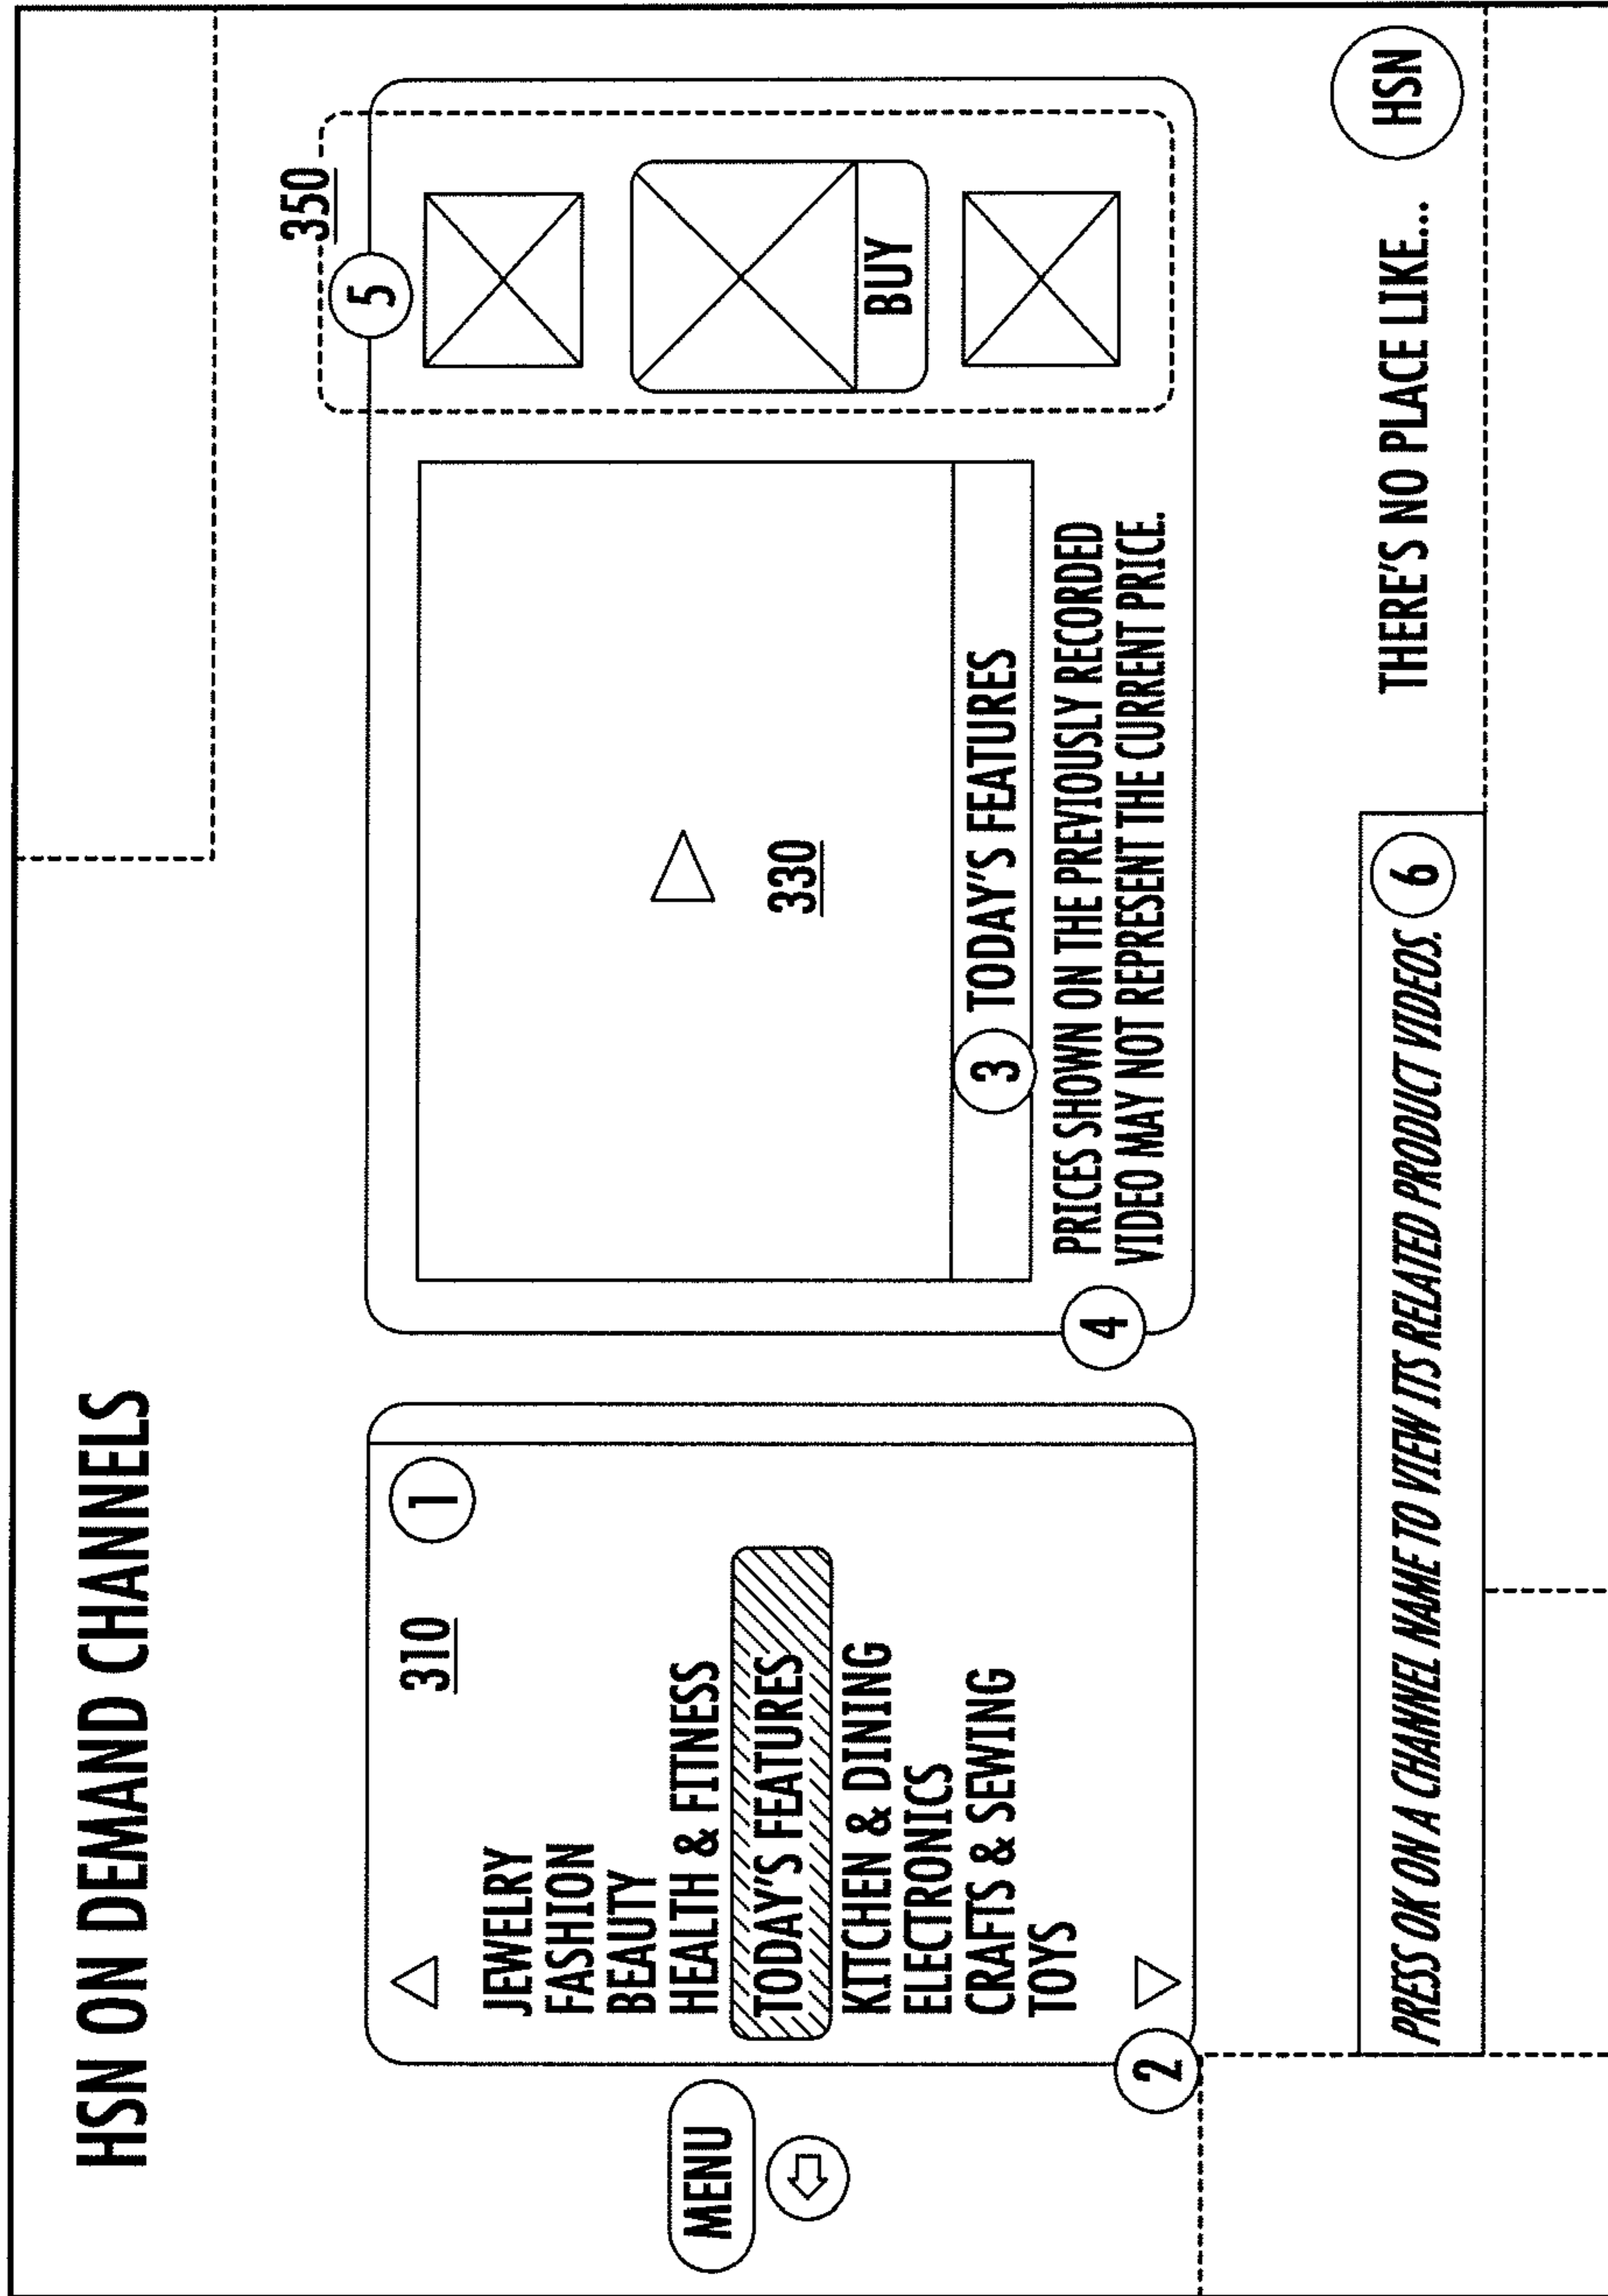 HSN ON DEMAND CHANNELS
MENU
310
1
JEWELRY
FASHION
BEAUTY
HEALTH & FITNESS
TODAY'S FEATURES
KITCHEN & DINING
ELECTRONICS
CRAFTS & SEWING
TOYS
2
330
3 TODAY'S FEATURES
4
PRICES SHOWN ON THE PREVIOUSLY RECORDED
VIDEO MAY NOT REPRESENT THE CURRENT PRICE.
350
5
BUY
PRESS OK ON A CHANNEL NAME TO VIEW ITS RELATED PRODUCT VIDEOS. 6
THERE'S NO PLACE LIKE... HSN